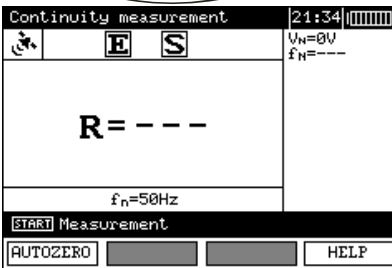 Continuity measurement 21:34
E S
VN=0V
fN=---
R= ---
fn=50Hz
START Measurement
AUTOZERO HELP